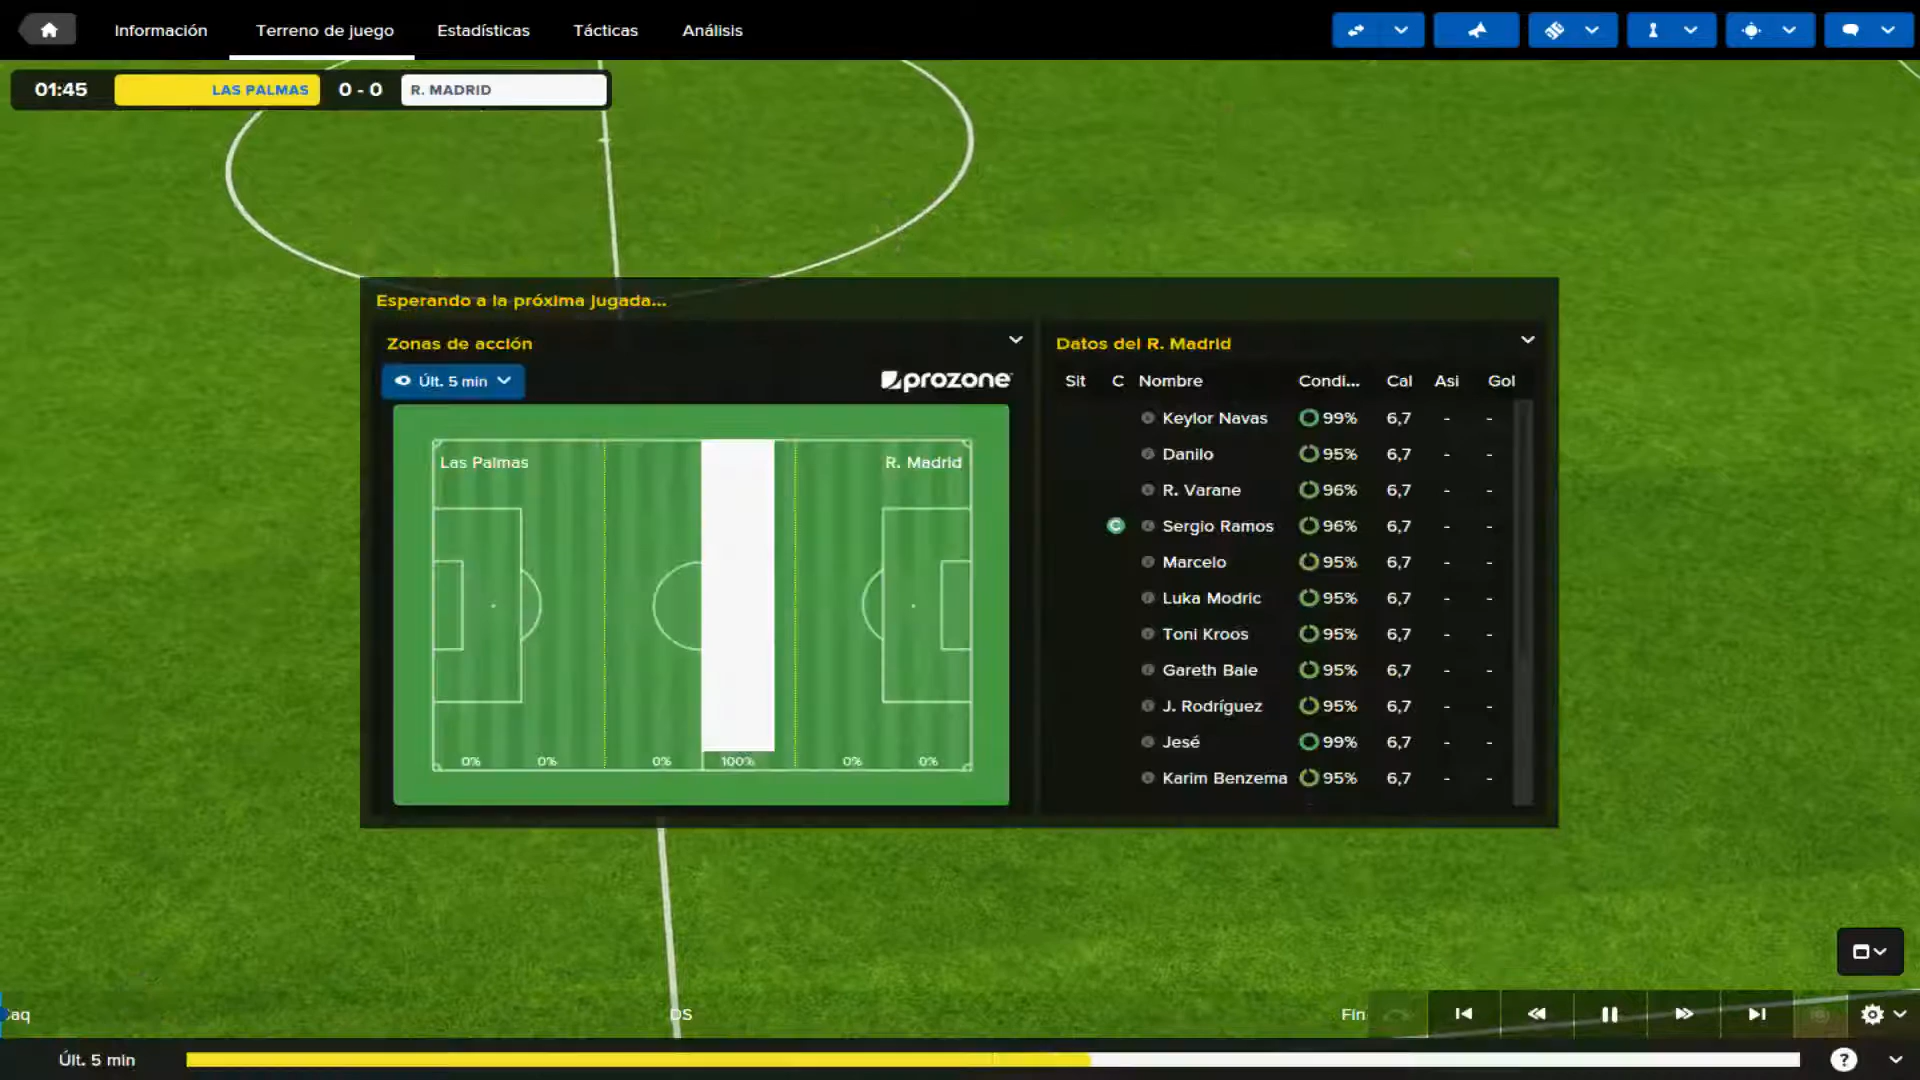 Información Terreno de juego Estadísticas Tácticas Análisis
01:45 LAS PALMAS 0 - 0 R. MADRID
Esperando a la próxima jugada...
Zonas de acción
Últ. 5 min
prozone
Las Palmas R. Madrid
0% 0% 0% 100% 0% 0%
Datos del R. Madrid
Sit C Nombre Condi... Cal Asi Gol
Keylor Navas 99% 6,7 - -
Danilo 95% 6,7 - -
R. Varane 96% 6,7 - -
C Sergio Ramos 96% 6,7 - -
Marcelo 95% 6,7 - -
Luka Modric 95% 6,7 - -
Toni Kroos 95% 6,7 - -
Gareth Bale 95% 6,7 - -
J. Rodríguez 95% 6,7 - -
Jesé 99% 6,7 - -
Karim Benzema 95% 6,7 - -
DS Fin
Últ. 5 min ?